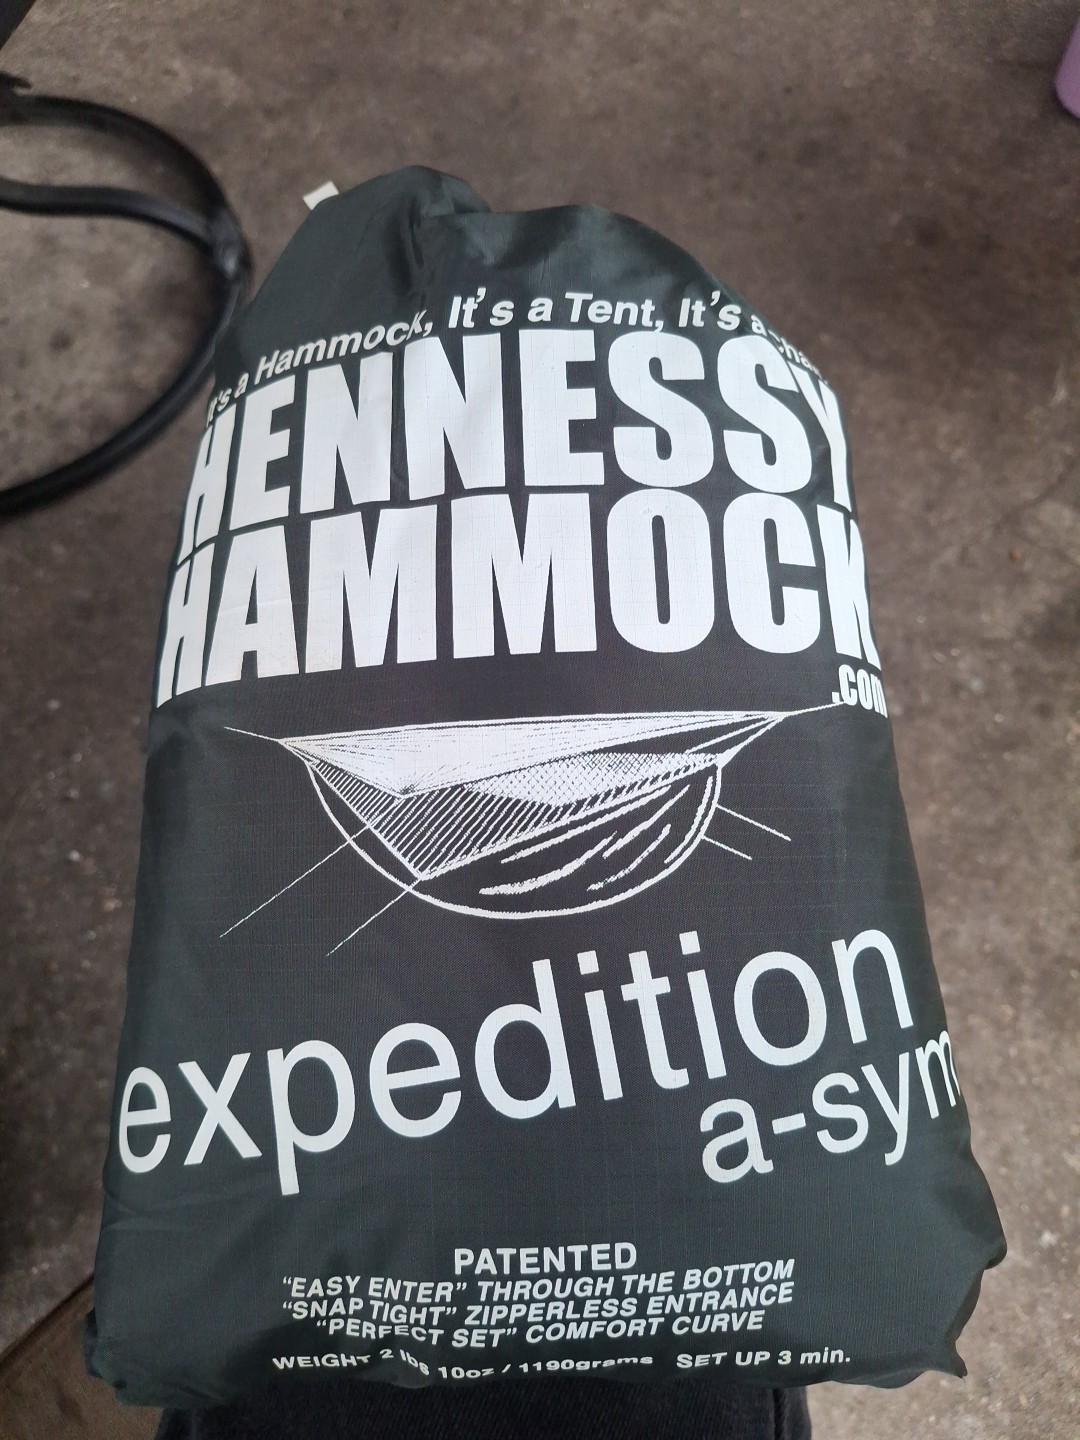 It's a Hammock, It's a Tent, It's a
HENNESSY
HAMMOCK
.com
expedition
a-sym
PATENTED
“EASY ENTER” THROUGH THE BOTTOM
“SNAP TIGHT” ZIPPERLESS ENTRANCE
“PERFECT SET” COMFORT CURVE
WEIGHT 2 lbs 10oz / 1190grams SET UP 3 min.